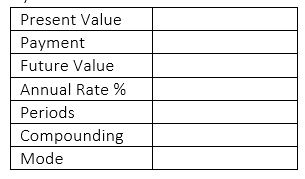 Present Value
Payment
Future Value
Annual Rate %
Periods
Compounding
Mode